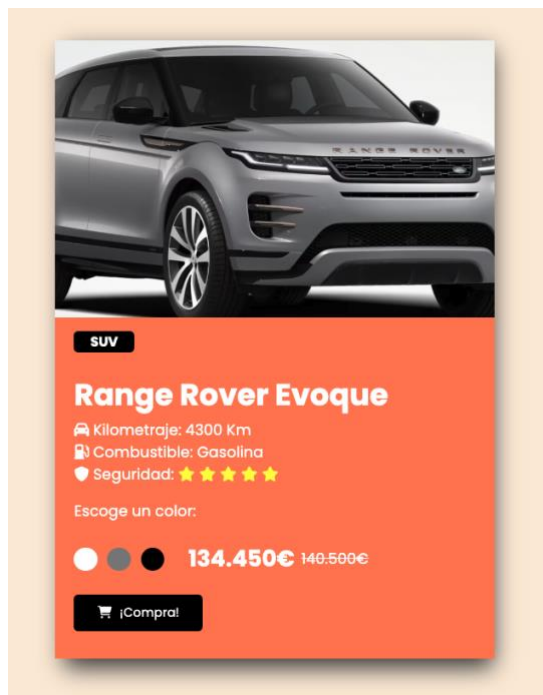 RANGE ROVER
SUV
Range Rover Evoque
Kilometraje: 4300 Km
Combustible: Gasolina
Seguridad:
Escoge un color:
134.450€ 140.500€
¡Compra!